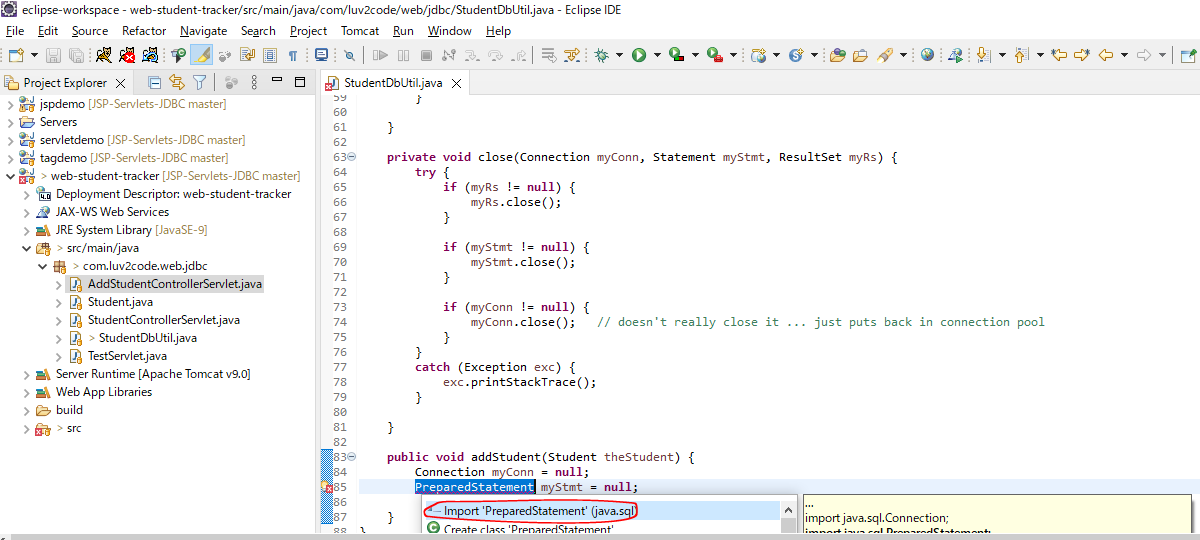 eclipse-workspace - web-student-tracker/src/main/java/com/luv2code/web/jdbc/StudentDbUtil.java - Eclipse IDE
File Edit Source Refactor Navigate Search Project Tomcat Run Window Help
Project Explorer
jspdemo [JSP-Servlets-JDBC master]
Servers
servletdemo [JSP-Servlets-JDBC master]
tagdemo [JSP-Servlets-JDBC master]
> web-student-tracker [JSP-Servlets-JDBC master]
Deployment Descriptor: web-student-tracker
4.0
JAX-WS Web Services
JRE System Library [JavaSE-9]
> src/main/java
> com.luv2code.web.jdbc
AddStudentControllerServlet.java
Student.java
StudentControllerServlet.java
> StudentDbUtil.java
TestServlet.java
Server Runtime [Apache Tomcat v9.0]
Web App Libraries
build
> src
StudentDbUtil.java
59 }
60
61 }
62
63 private void close(Connection myConn, Statement myStmt, ResultSet myRs) {
64 try {
65 if (myRs != null) {
66 myRs.close();
67 }
68
69 if (myStmt != null) {
70 myStmt.close();
71 }
72
73 if (myConn != null) {
74 myConn.close(); // doesn't really close it ... just puts back in connection pool
75 }
76 }
77 catch (Exception exc) {
78 exc.printStackTrace();
79 }
80
81 }
82
83 public void addStudent(Student theStudent) {
84 Connection myConn = null;
85 PreparedStatement myStmt = null;
86
87 }
88 }
Import 'PreparedStatement' (java.sql
Create class 'PreparedStatement'
...
import java.sql.Connection;
import java.sql.PreparedStatement;